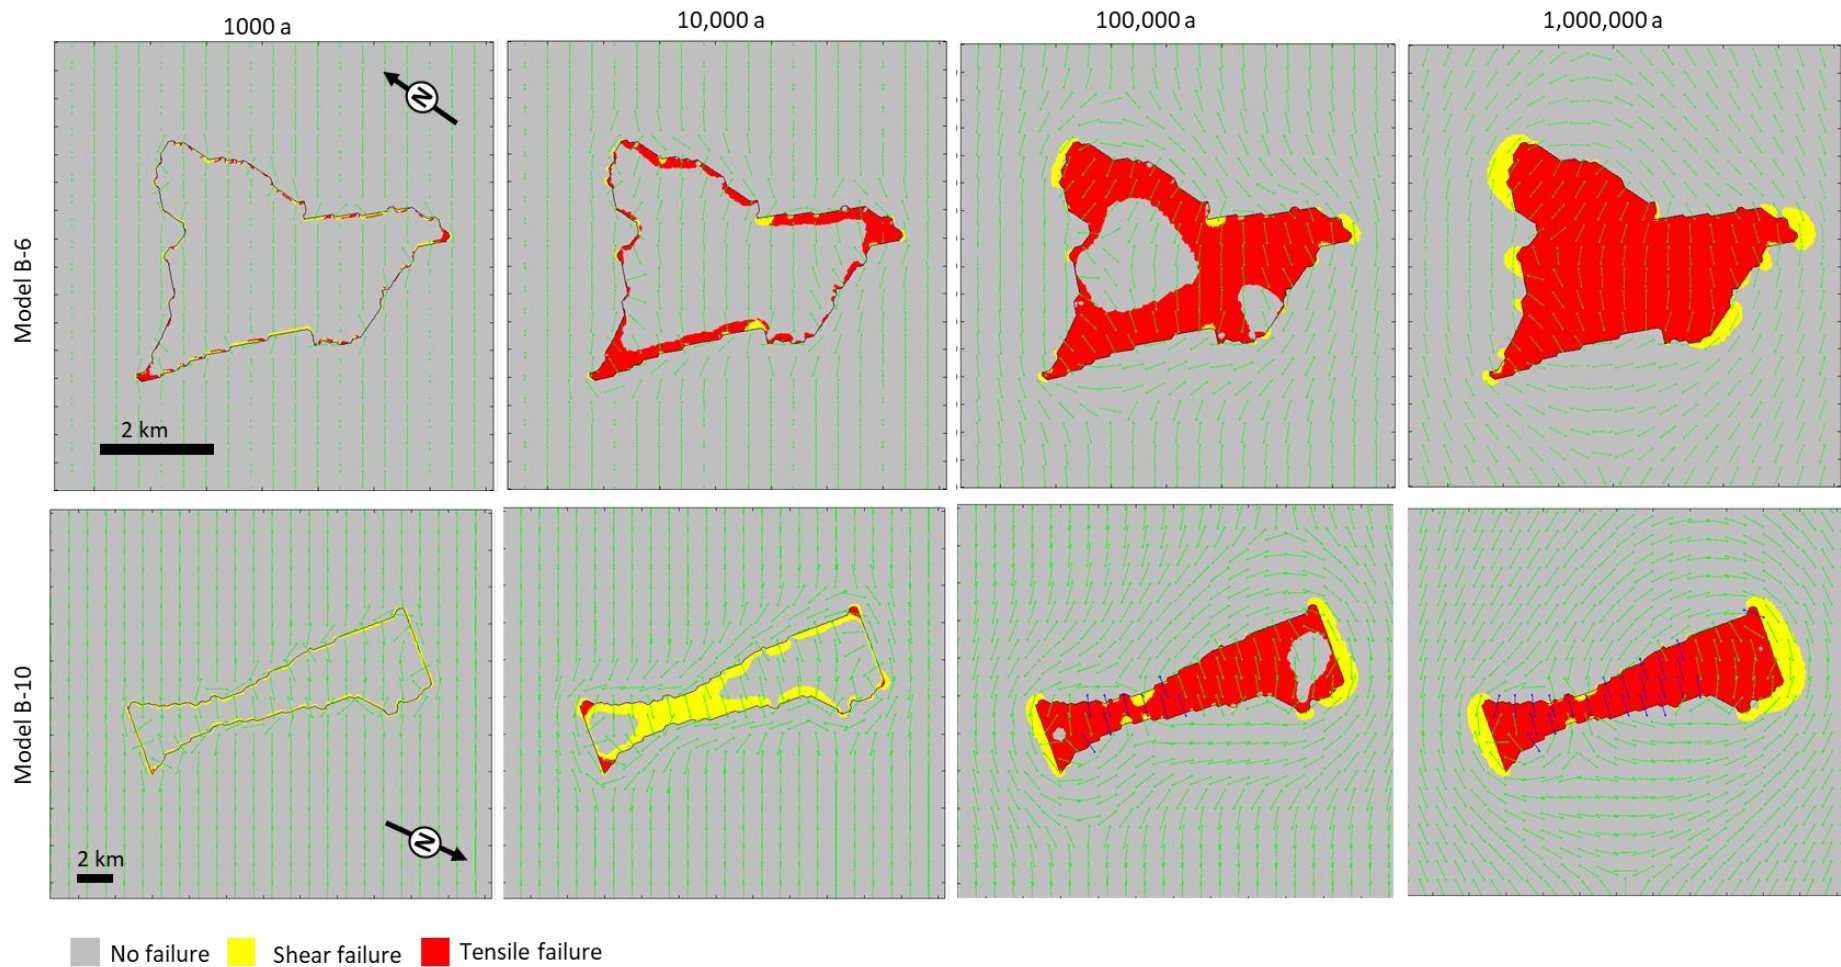 1000 a
10,000 a
100,000 a
1,000,000 a
Model B-6
N
2 km
Model B-10
N
2 km
No failure
Shear failure
Tensile failure